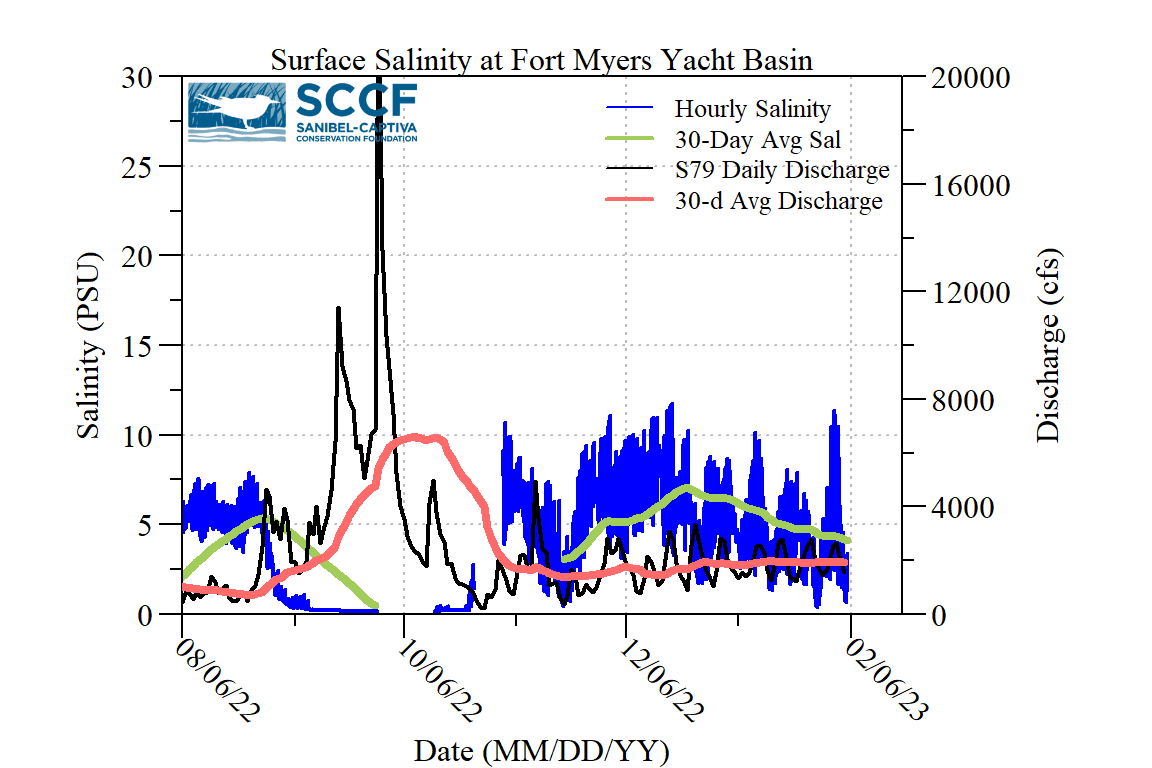 Surface Salinity at Fort Myers Yacht Basin
SCCF
SANIBEL-CAPTIVA
CONSERVATION FOUNDATION
Hourly Salinity
30-Day Avg Sal
S79 Daily Discharge
30-d Avg Discharge
30
25
20
15
10
5
0
Salinity (PSU)
20000
16000
12000
8000
4000
0
Discharge (cfs)
08/06/22
10/06/22
12/06/22
02/06/23
Date (MM/DD/YY)